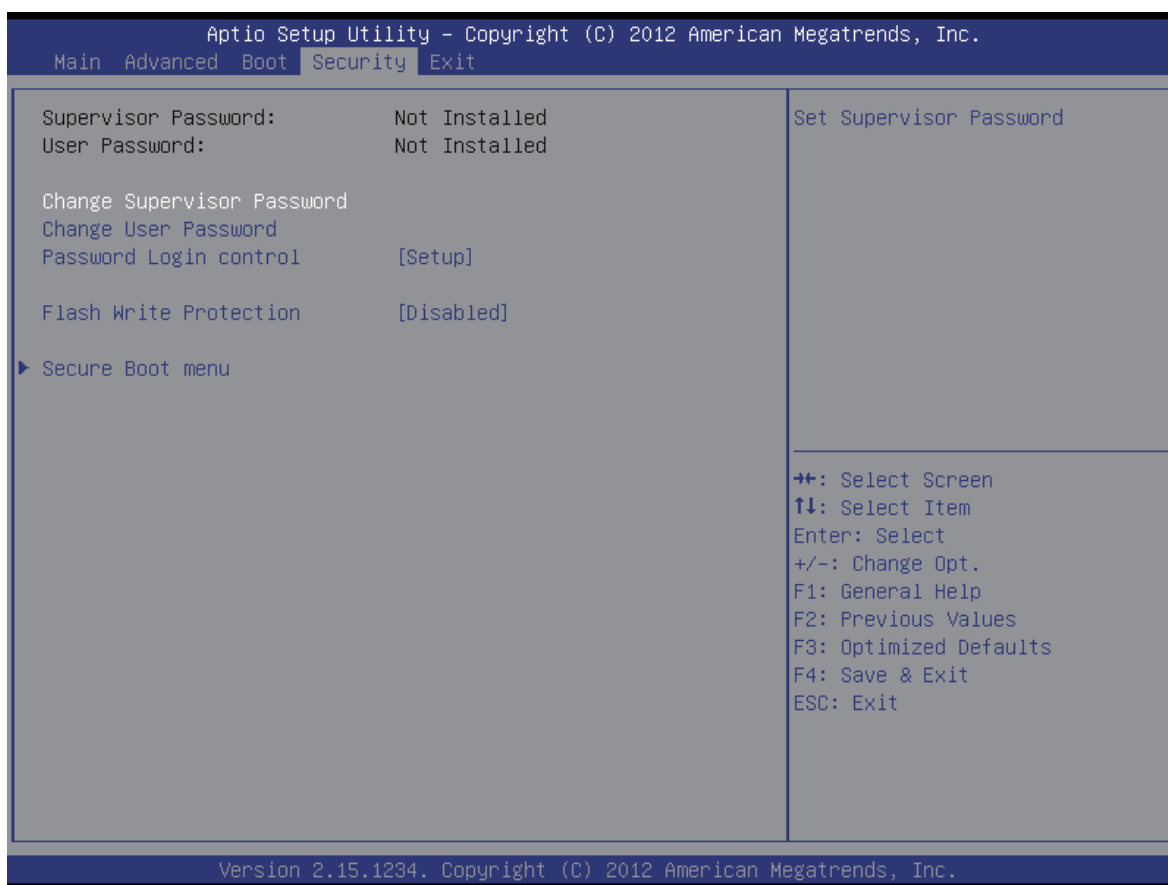 Aptio Setup Utility – Copyright (C) 2012 American Megatrends, Inc.
Main Advanced Boot Security Exit
Supervisor Password: Not Installed
User Password: Not Installed
Change Supervisor Password
Change User Password
Password Login control [Setup]
Flash Write Protection [Disabled]
▶ Secure Boot menu
Set Supervisor Password
→←: Select Screen
↑↓: Select Item
Enter: Select
+/-: Change Opt.
F1: General Help
F2: Previous Values
F3: Optimized Defaults
F4: Save & Exit
ESC: Exit
Version 2.15.1234. Copyright (C) 2012 American Megatrends, Inc.